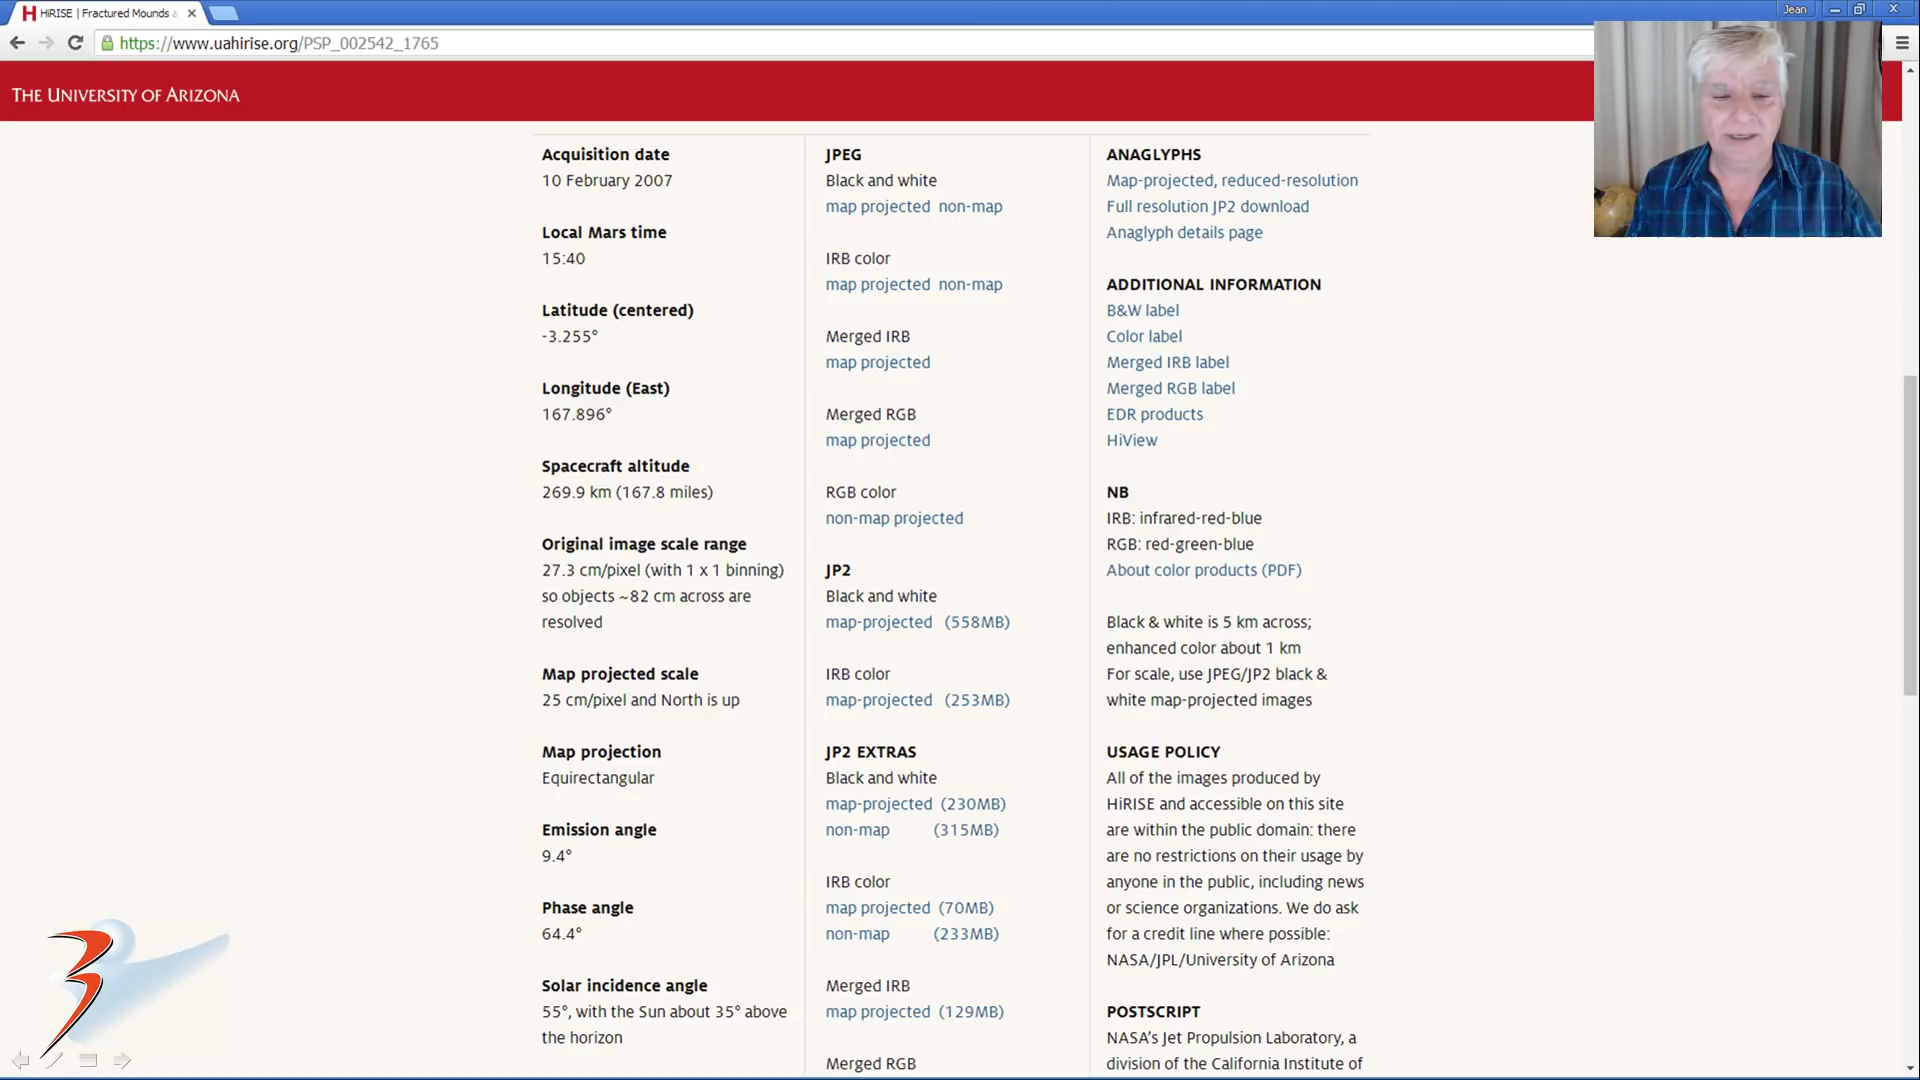 HiRISE | Fractured Mounds a
Jean
https://www.uahirise.org/PSP_002542_1765
THE UNIVERSITY OF ARIZONA
Acquisition date
10 February 2007
Local Mars time
15:40
Latitude (centered)
-3.255°
Longitude (East)
167.896°
Spacecraft altitude
269.9 km (167.8 miles)
Original image scale range
27.3 cm/pixel (with 1 x 1 binning)
so objects ~82 cm across are
resolved
Map projected scale
25 cm/pixel and North is up
Map projection
Equirectangular
Emission angle
9.4°
Phase angle
64.4°
Solar incidence angle
55°, with the Sun about 35° above
the horizon
JPEG
Black and white
map projected non-map
IRB color
map projected non-map
Merged IRB
map projected
Merged RGB
map projected
RGB color
non-map projected
JP2
Black and white
map-projected (558MB)
IRB color
map-projected (253MB)
JP2 EXTRAS
Black and white
map-projected (230MB)
non-map (315MB)
IRB color
map projected (70MB)
non-map (233MB)
Merged IRB
map projected (129MB)
Merged RGB
ANAGLYPHS
Map-projected, reduced-resolution
Full resolution JP2 download
Anaglyph details page
ADDITIONAL INFORMATION
B&W label
Color label
Merged IRB label
Merged RGB label
EDR products
HiView
NB
IRB: infrared-red-blue
RGB: red-green-blue
About color products (PDF)
Black & white is 5 km across;
enhanced color about 1 km
For scale, use JPEG/JP2 black &
white map-projected images
USAGE POLICY
All of the images produced by
HiRISE and accessible on this site
are within the public domain: there
are no restrictions on their usage by
anyone in the public, including news
or science organizations. We do ask
for a credit line where possible:
NASA/JPL/University of Arizona
POSTSCRIPT
NASA's Jet Propulsion Laboratory, a
division of the California Institute of
3